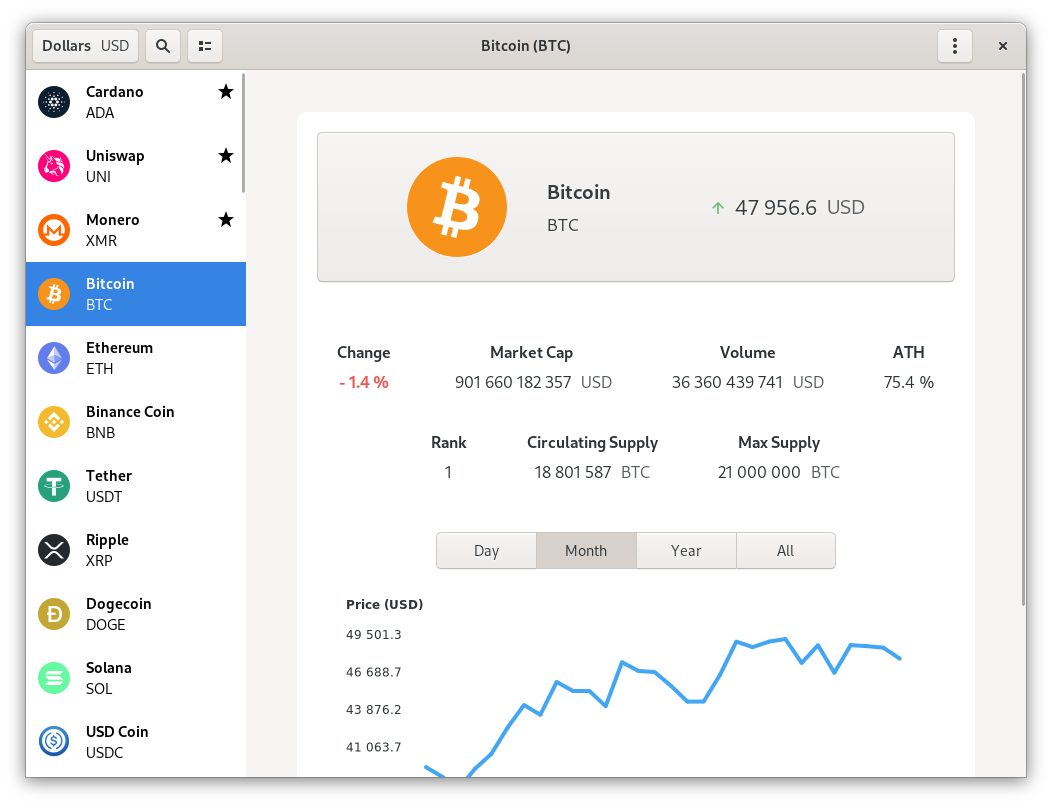 Dollars USD
Bitcoin (BTC)
Cardano
ADA
Uniswap
UNI
Monero
XMR
Bitcoin
BTC
Ethereum
ETH
Binance Coin
BNB
Tether
USDT
Ripple
XRP
Dogecoin
DOGE
Solana
SOL
USD Coin
USDC
Bitcoin
BTC
47 956.6 USD
Change Market Cap Volume ATH
- 1.4 % 901 660 182 357 USD 36 360 439 741 USD 75.4 %
Rank Circulating Supply Max Supply
1 18 801 587 BTC 21 000 000 BTC
Day Month Year All
Price (USD)
49 501.3
46 688.7
43 876.2
41 063.7